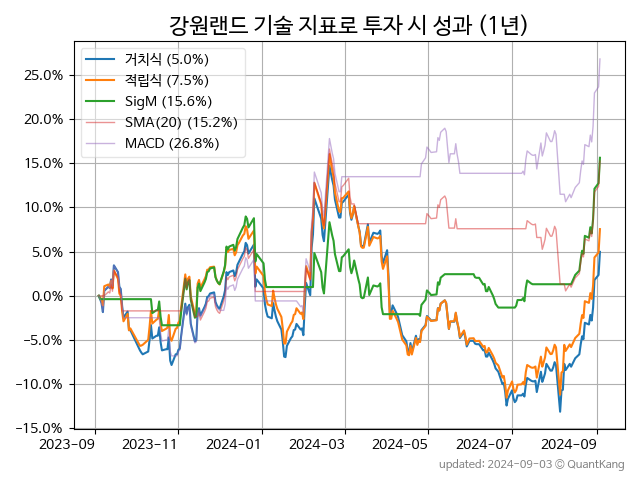 강원랜드 기술 지표로 투자 시 성과 (1년)
거치식 (5.0%)
적립식 (7.5%)
SigM (15.6%)
SMA(20) (15.2%)
MACD (26.8%)
25.0%
20.0%
15.0%
10.0%
5.0%
0.0%
−5.0%
−10.0%
−15.0%
2023-09 2023-11 2024-01 2024-03 2024-05 2024-07 2024-09
updated: 2024-09-03 © QuantKang